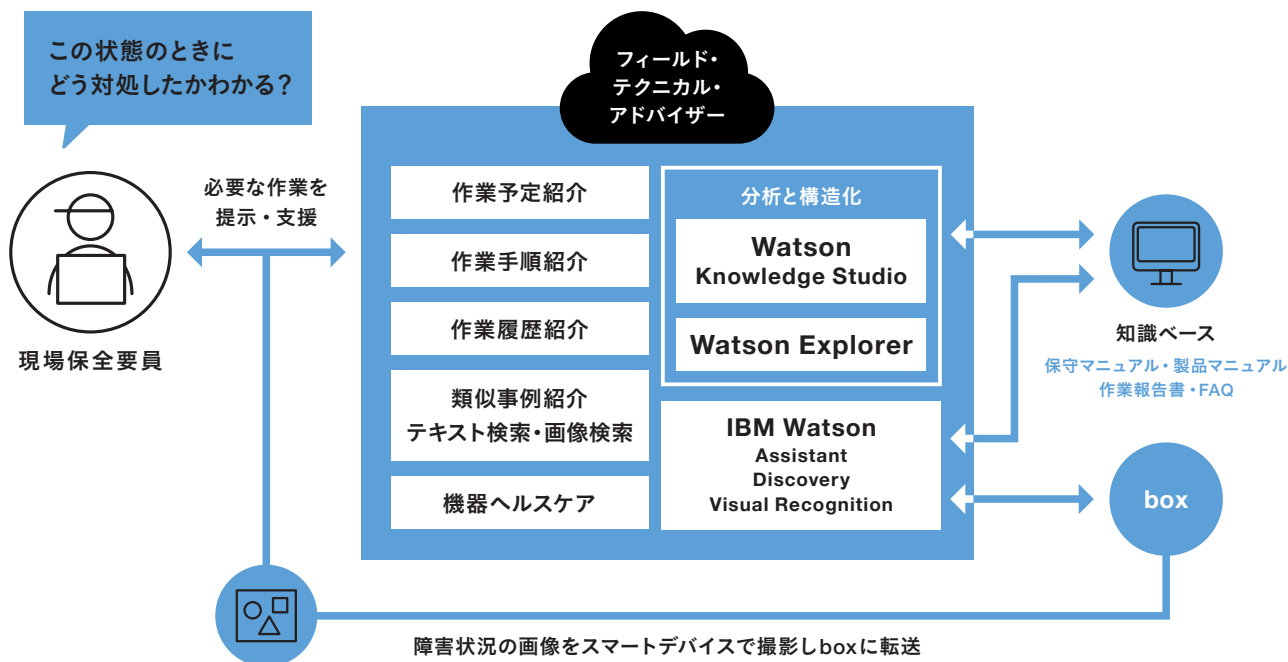 この状態のときに
どう対処したかわかる？
フィールド・
テクニカル・
アドバイザー
必要な作業を
提示・支援
現場保全要員
作業予定紹介
作業手順紹介
作業履歴紹介
類似事例紹介
テキスト検索・画像検索
機器ヘルスケア
分析と構造化
Watson
Knowledge Studio
Watson Explorer
IBM Watson
Assistant
Discovery
Visual Recognition
知識ベース
保守マニュアル・製品マニュアル
作業報告書・FAQ
box
障害状況の画像をスマートデバイスで撮影しboxに転送